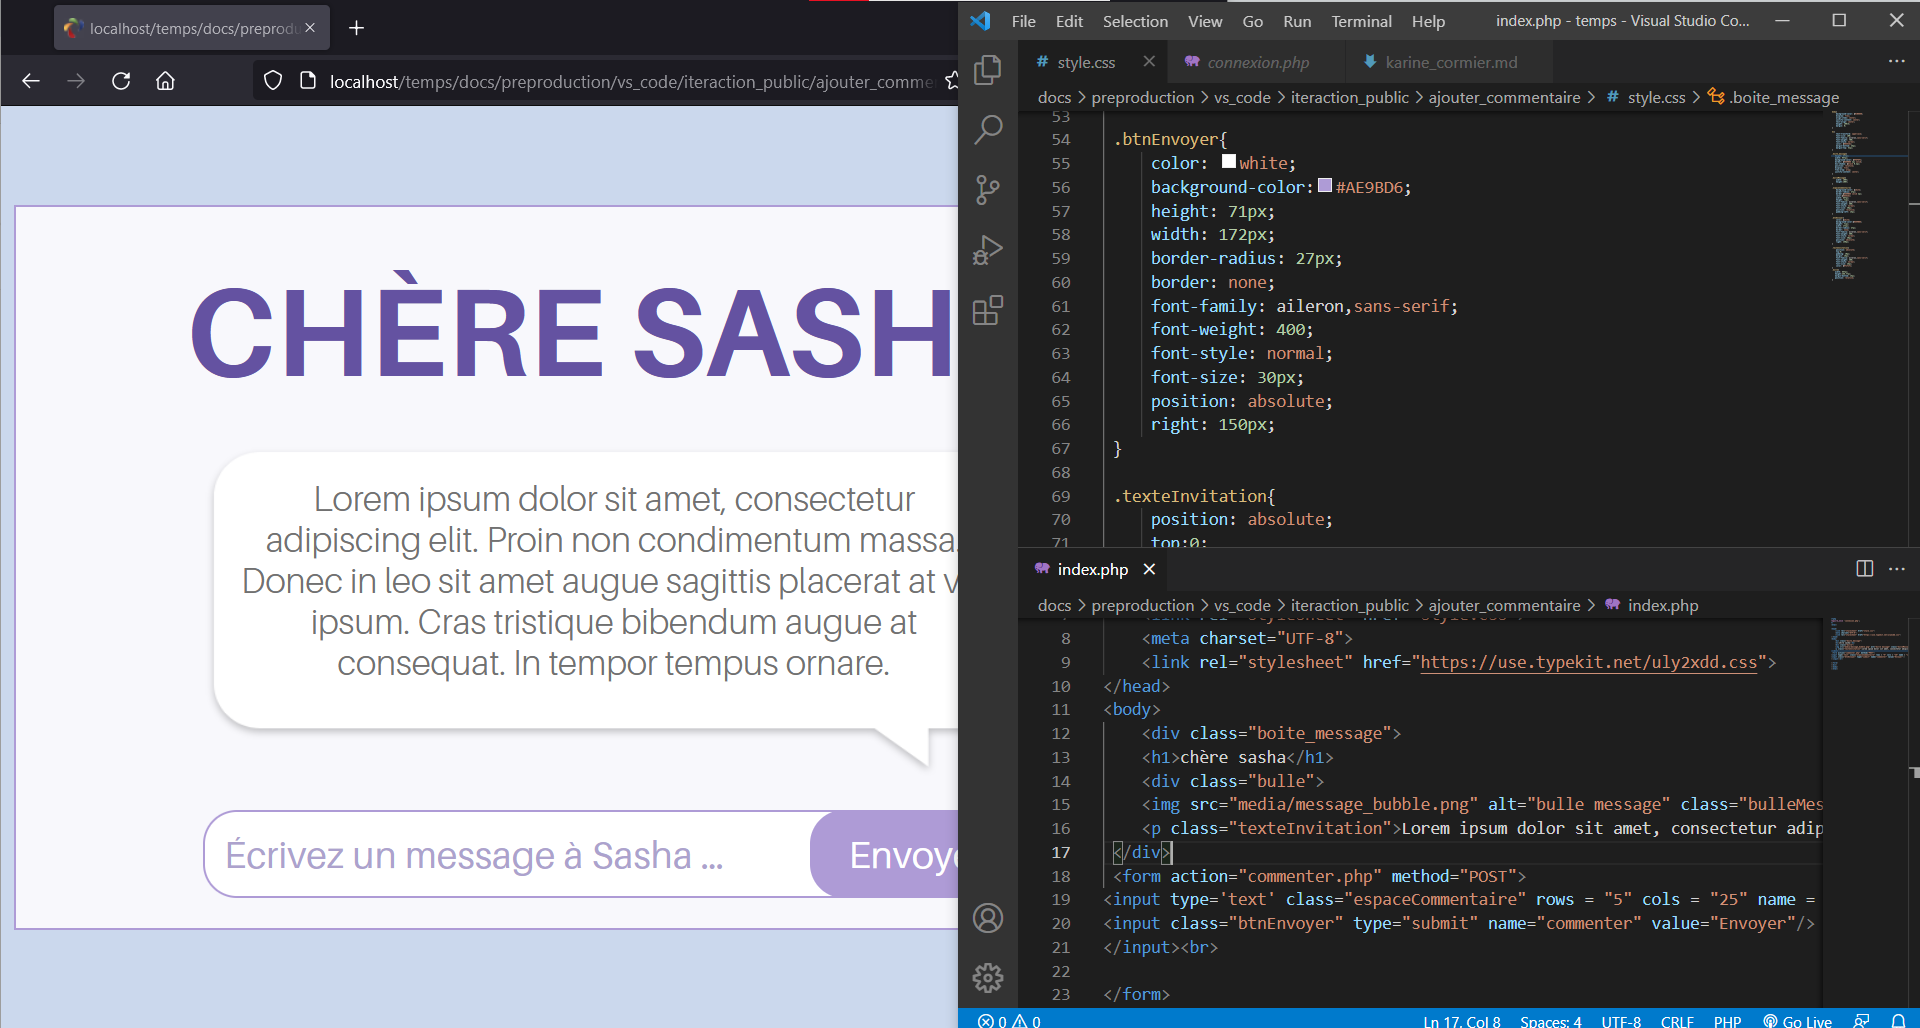 localhost/temps/docs/preprodu
localhost/temps/docs/preproduction/vs_code/iteraction_public/ajouter_comme
CHÈRE SASH
Lorem ipsum dolor sit amet, consectetur
adipiscing elit. Proin non condimentum massa.
Donec in leo sit amet augue sagittis placerat at v
ipsum. Cras tristique bibendum augue at
consequat. In tempor tempus ornare.
Écrivez un message à Sasha ...
Envoye
File Edit Selection View Go Run Terminal Help
index.php - temps - Visual Studio Co...
# style.css
connexion.php
karine_cormier.md
docs > preproduction > vs_code > iteraction_public > ajouter_commentaire > # style.css > .boite_message
53
54 .btnEnvoyer{
55 color: white;
56 background-color: #AE9BD6;
57 height: 71px;
58 width: 172px;
59 border-radius: 27px;
60 border: none;
61 font-family: aileron,sans-serif;
62 font-weight: 400;
63 font-style: normal;
64 font-size: 30px;
65 position: absolute;
66 right: 150px;
67 }
68
69 .texteInvitation{
70 position: absolute;
71 top:0;
index.php
docs > preproduction > vs_code > iteraction_public > ajouter_commentaire > index.php
8 <meta charset="UTF-8">
9 <link rel="stylesheet" href="https://use.typekit.net/uly2xdd.css">
10 </head>
11 <body>
12 <div class="boite_message">
13 <h1>chère sasha</h1>
14 <div class="bulle">
15 <img src="media/message_bubble.png" alt="bulle message" class="bulleMes
16 <p class="texteInvitation">Lorem ipsum dolor sit amet, consectetur adip
17 </div>
18 <form action="commenter.php" method="POST">
19 <input type='text' class="espaceCommentaire" rows = "5" cols = "25" name =
20 <input class="btnEnvoyer" type="submit" name="commenter" value="Envoyer"/>
21 </input><br>
22
23 </form>
0 0
Ln 17, Col 8 Spaces: 4 UTF-8 CRLF PHP Go Live